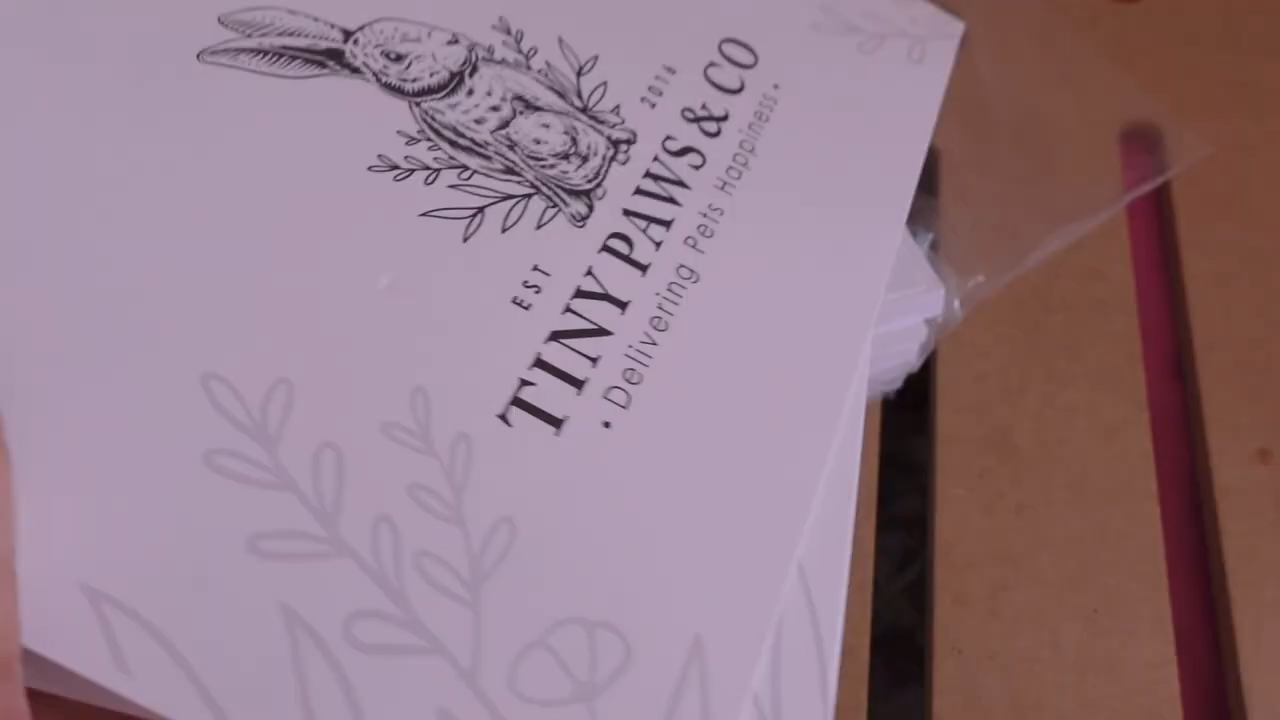 EST 2016
TINY PAWS & CO
• Delivering Pets Happiness •